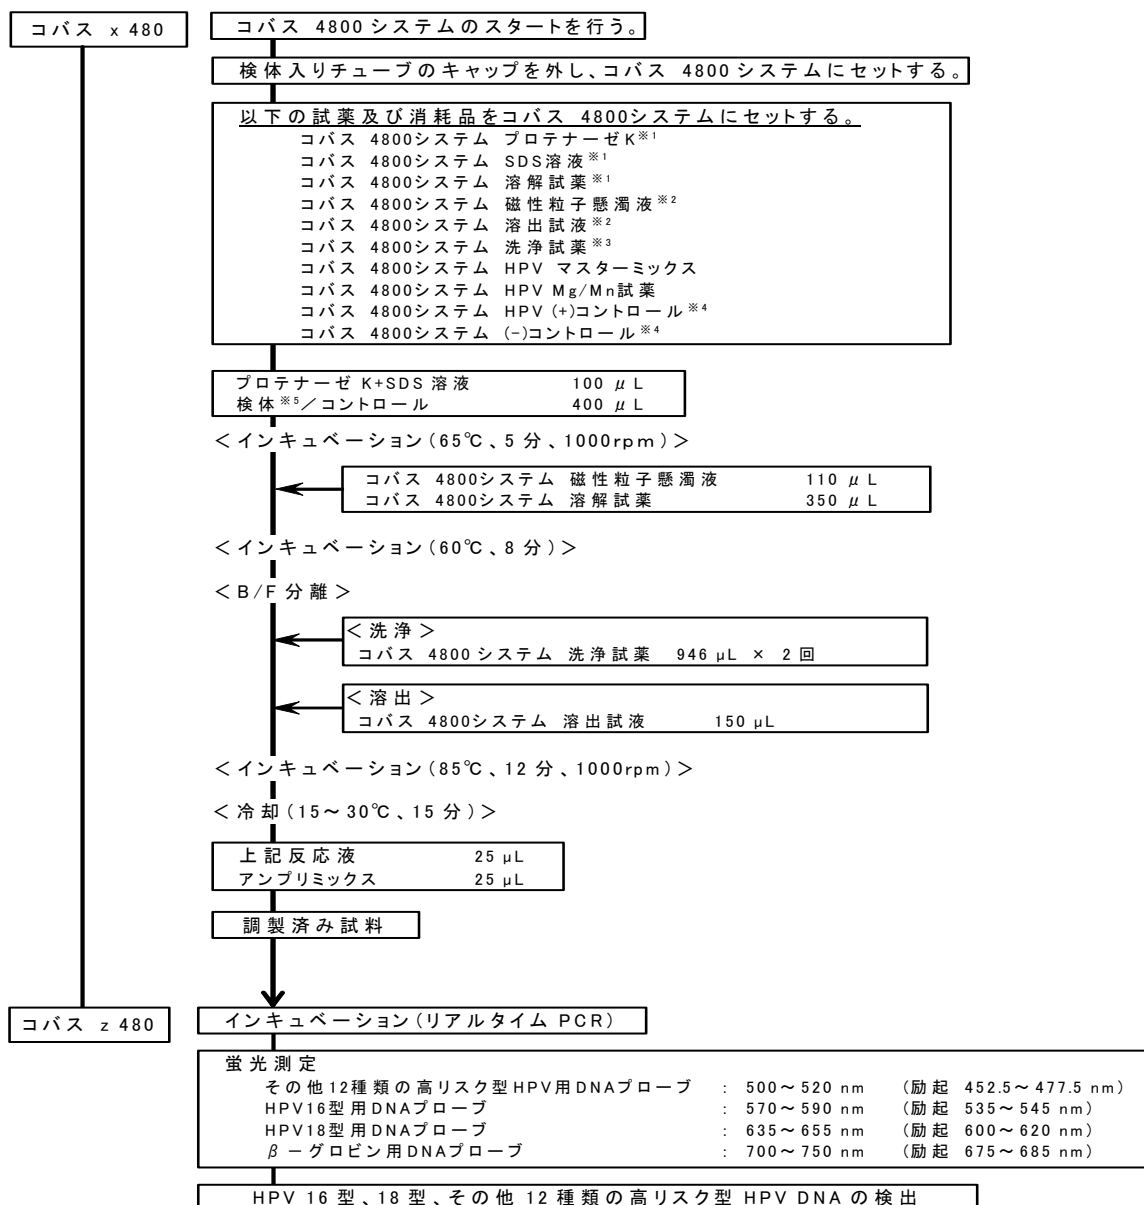 コバス x 480
コバス 4800 システムのスタートを行う。
検体入りチューブのキャップを外し、コバス 4800 システムにセットする。
以下の試薬及び消耗品をコバス 4800システムにセットする。
コバス 4800システム プロテナーゼK※1
コバス 4800システム SDS溶液※1
コバス 4800システム 溶解試薬※1
コバス 4800システム 磁性粒子懸濁液※2
コバス 4800システム 溶出試液※2
コバス 4800システム 洗浄試薬※3
コバス 4800システム HPV マスターミックス
コバス 4800システム HPV Mg/Mn試薬
コバス 4800システム HPV (+)コントロール※4
コバス 4800システム (-)コントロール※4
プロテナーゼ K+SDS 溶液 100 μL
検体※5/コントロール 400 μL
＜インキュベーション(65℃、5 分、1000rpm)＞
コバス 4800システム 磁性粒子懸濁液 110 μL
コバス 4800システム 溶解試薬 350 μL
＜インキュベーション(60℃、8 分)＞
＜B/F 分離＞
＜洗浄＞
コバス 4800 システム 洗浄試薬 946 μL × 2 回
＜溶出＞
コバス 4800システム 溶出試液 150 μL
＜インキュベーション(85℃、12 分、1000rpm)＞
＜冷却(15～30℃、15 分)＞
上記反応液 25 μL
アンプリミックス 25 μL
調製済み試料
コバス z 480
インキュベーション(リアルタイム PCR)
蛍光測定
その他12種類の高リスク型HPV用DNAプローブ : 500～520 nm (励起 452.5～477.5 nm)
HPV16型用DNAプローブ : 570～590 nm (励起 535～545 nm)
HPV18型用DNAプローブ : 635～655 nm (励起 600～620 nm)
β－グロビン用DNAプローブ : 700～750 nm (励起 675～685 nm)
HPV 16 型、18 型、その他 12 種類の高リスク型 HPV DNA の検出